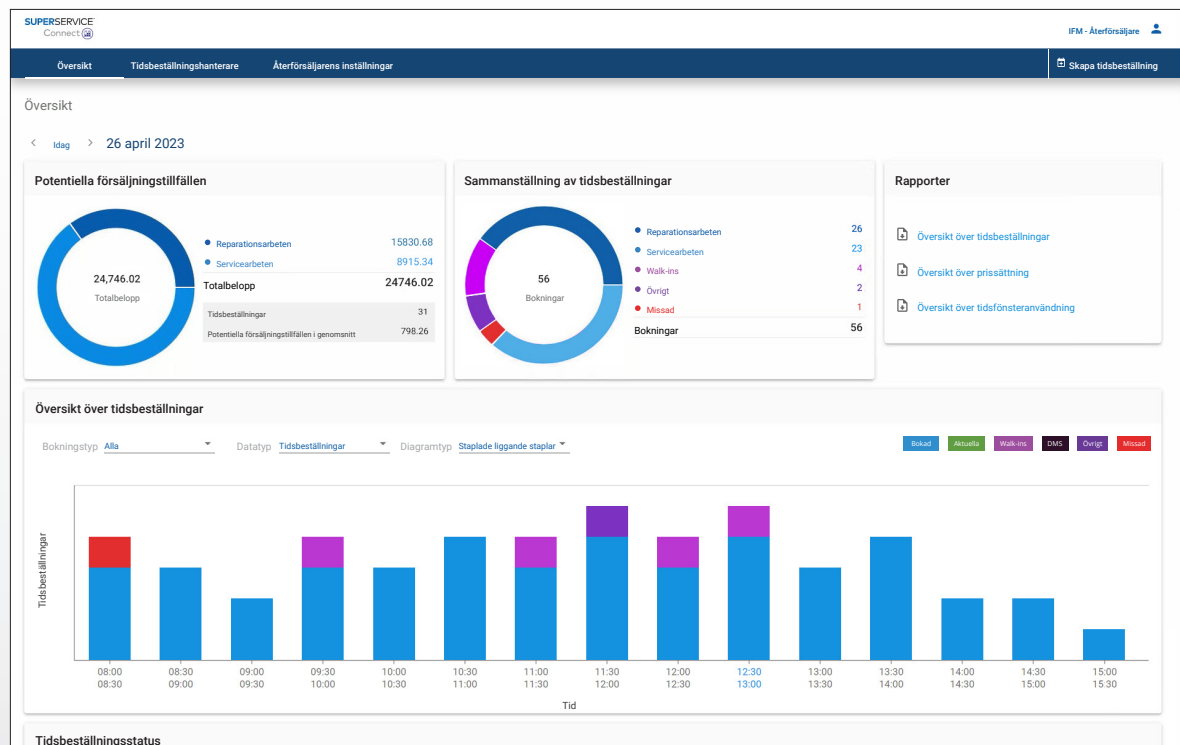 SUPERSERVICE
Connect
IFM - Återförsäljare
Översikt
Tidsbeställningshanterare
Återförsäljarens inställningar
Skapa tidsbeställning
Översikt
Idag
26 april 2023
Potentiella försäljningstillfällen
24,746.02
Totalbelopp
Reparationsarbeten 15830.68
Servicearbeten 8915.34
Totalbelopp 24746.02
Tidsbeställningar 31
Potentiella försäljningstillfällen i genomsnitt 798.26
Sammanställning av tidsbeställningar
56
Bokningar
Reparationsarbeten 26
Servicearbeten 23
Walk-ins 4
Övrigt 2
Missad 1
Bokningar 56
Rapporter
Översikt över tidsbeställningar
Översikt över prissättning
Översikt över tidsfönsteranvändning
Översikt över tidsbeställningar
Bokningstyp Alla Datatyp Tidsbeställningar Diagramtyp Staplade liggande staplar
Bokad Aktuella Walk-ins DMS Övrigt Missad
Tidsbeställningar
08:00 08:30 09:00 09:30 10:00 10:30 11:00 11:30 12:00 12:30 13:00 13:30 14:00 14:30 15:00
08:30 09:00 09:30 10:00 10:30 11:00 11:30 12:00 12:30 13:00 13:30 14:00 14:30 15:00 15:30
Tid
Tidsbeställningsstatus